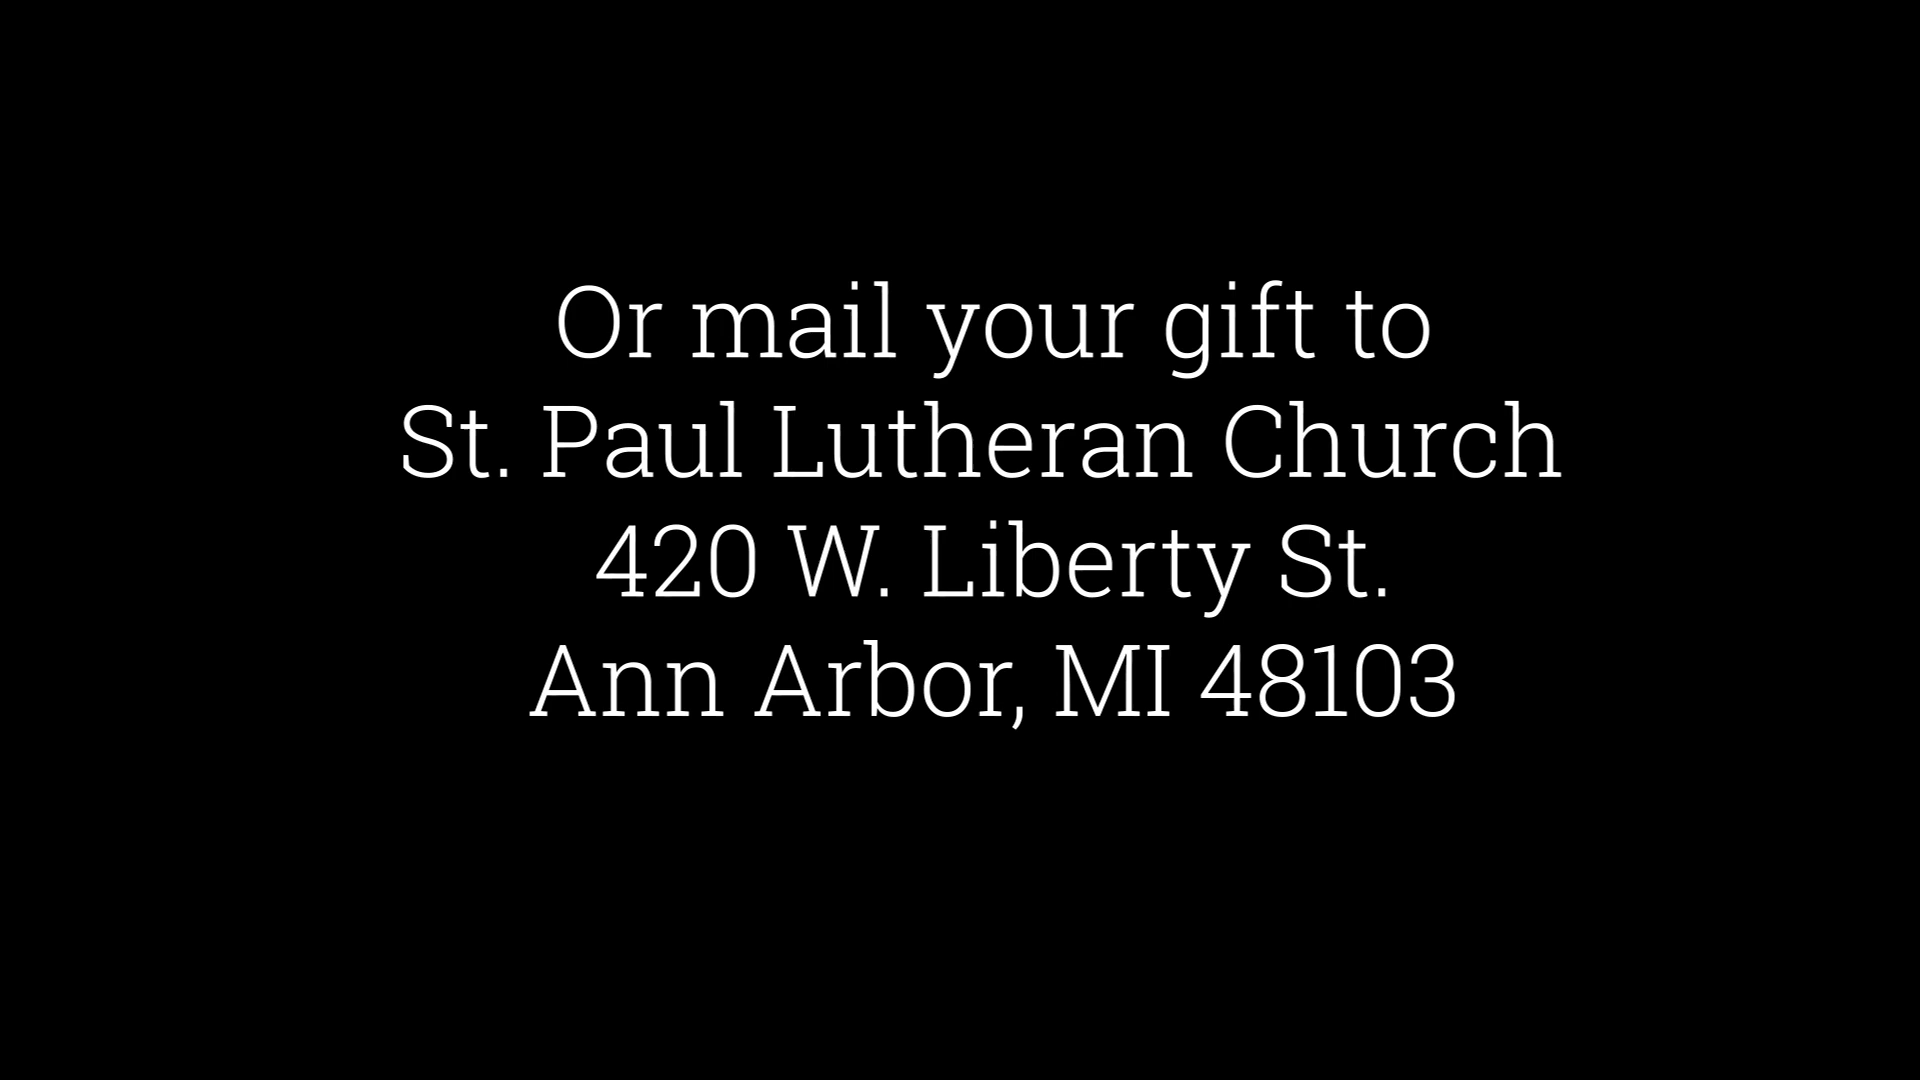 Or mail your gift to
St. Paul Lutheran Church
420 W. Liberty St.
Ann Arbor, MI 48103